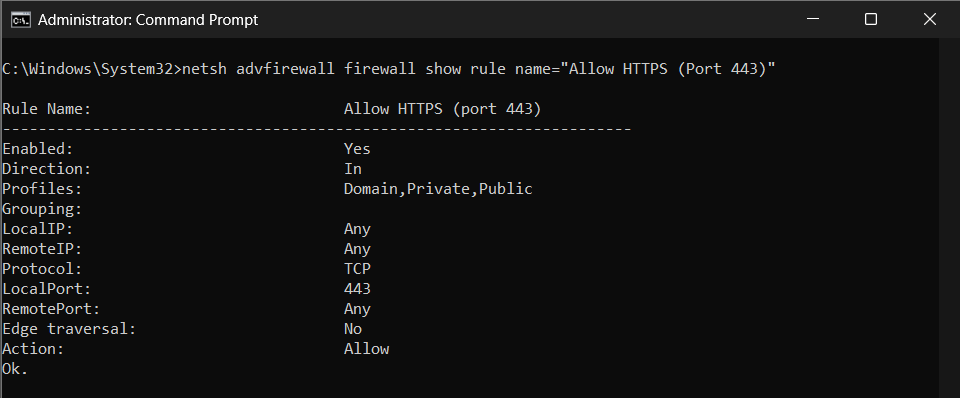 Administrator: Command Prompt
C:\Windows\System32>netsh advfirewall firewall show rule name="Allow HTTPS (Port 443)"
Rule Name: Allow HTTPS (port 443)
----------------------------------------------------------------------
Enabled: Yes
Direction: In
Profiles: Domain,Private,Public
Grouping:
LocalIP: Any
RemoteIP: Any
Protocol: TCP
LocalPort: 443
RemotePort: Any
Edge traversal: No
Action: Allow
Ok.